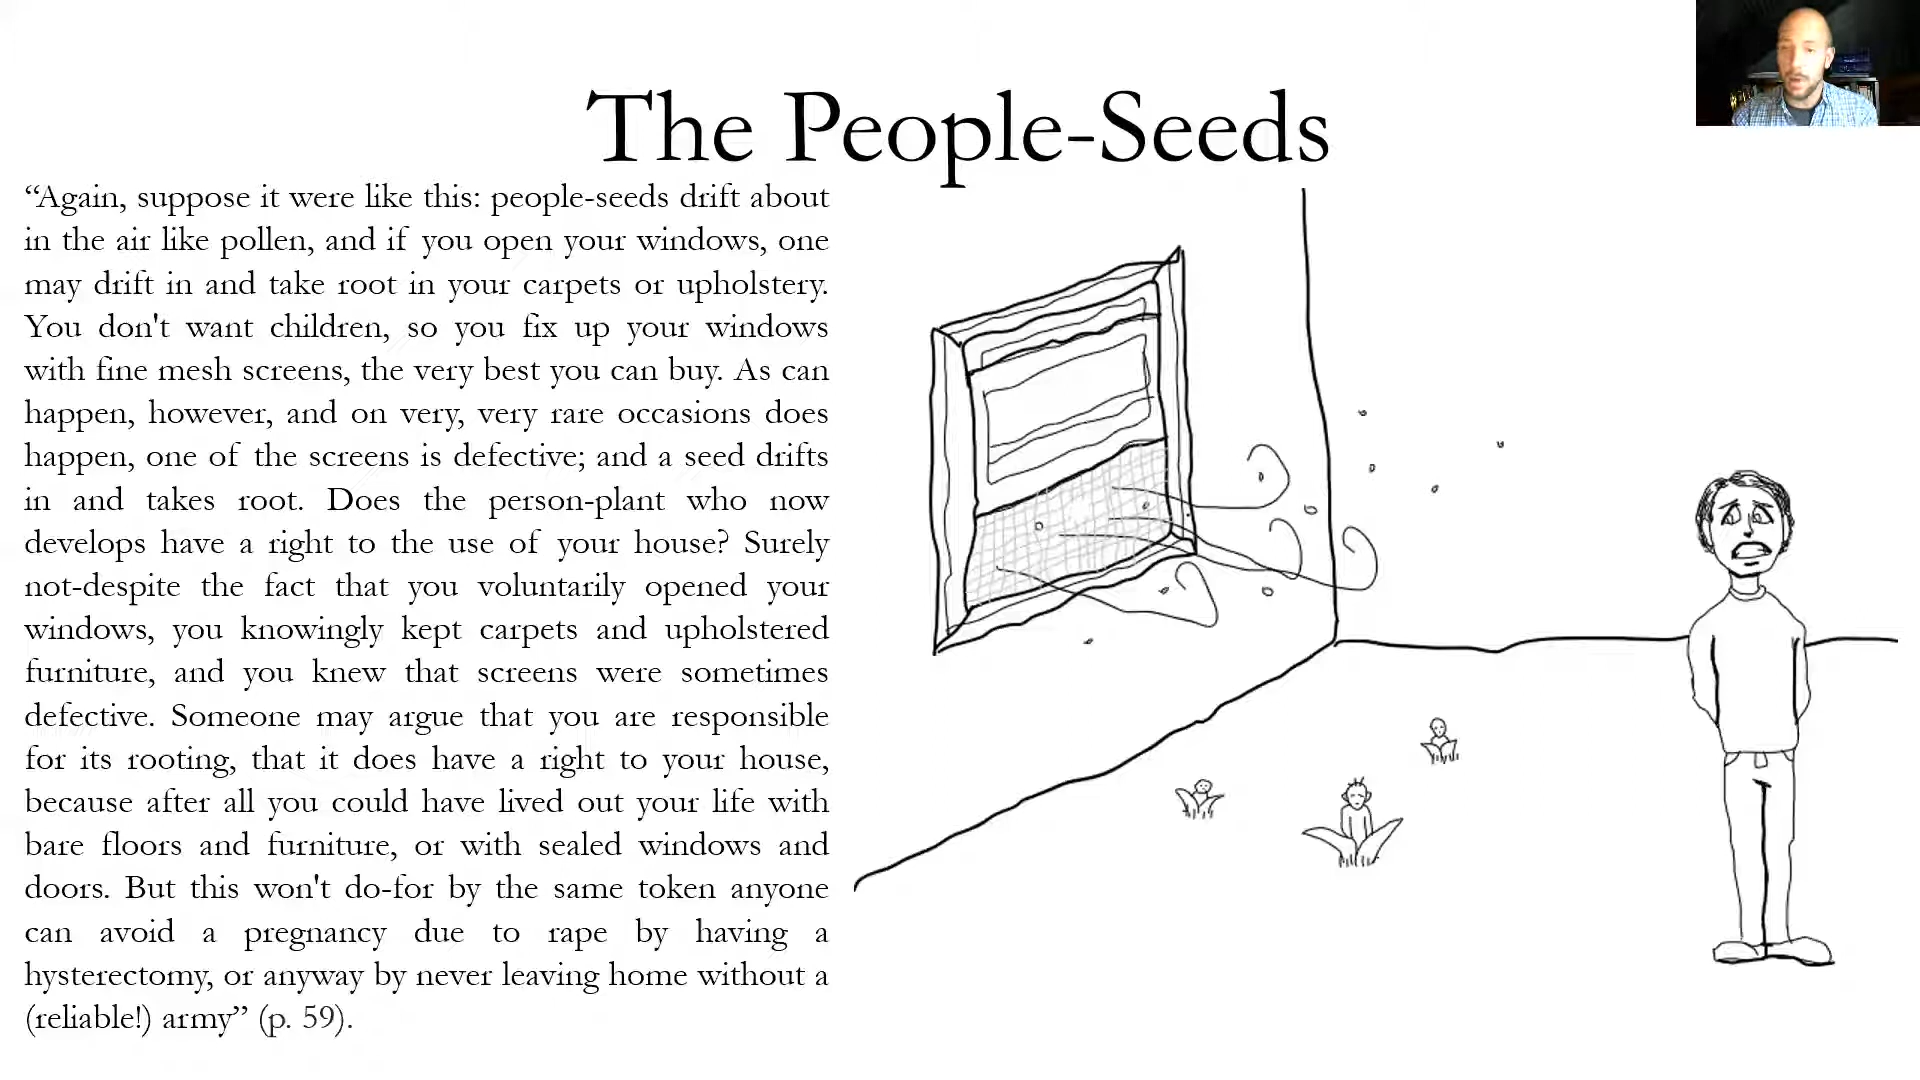 The People-Seeds
“Again, suppose it were like this: people-seeds drift about
in the air like pollen, and if you open your windows, one
may drift in and take root in your carpets or upholstery.
You don't want children, so you fix up your windows
with fine mesh screens, the very best you can buy. As can
happen, however, and on very, very rare occasions does
happen, one of the screens is defective; and a seed drifts
in and takes root. Does the person-plant who now
develops have a right to the use of your house? Surely
not-despite the fact that you voluntarily opened your
windows, you knowingly kept carpets and upholstered
furniture, and you knew that screens were sometimes
defective. Someone may argue that you are responsible
for its rooting, that it does have a right to your house,
because after all you could have lived out your life with
bare floors and furniture, or with sealed windows and
doors. But this won't do-for by the same token anyone
can avoid a pregnancy due to rape by having a
hysterectomy, or anyway by never leaving home without a
(reliable!) army” (p. 59).